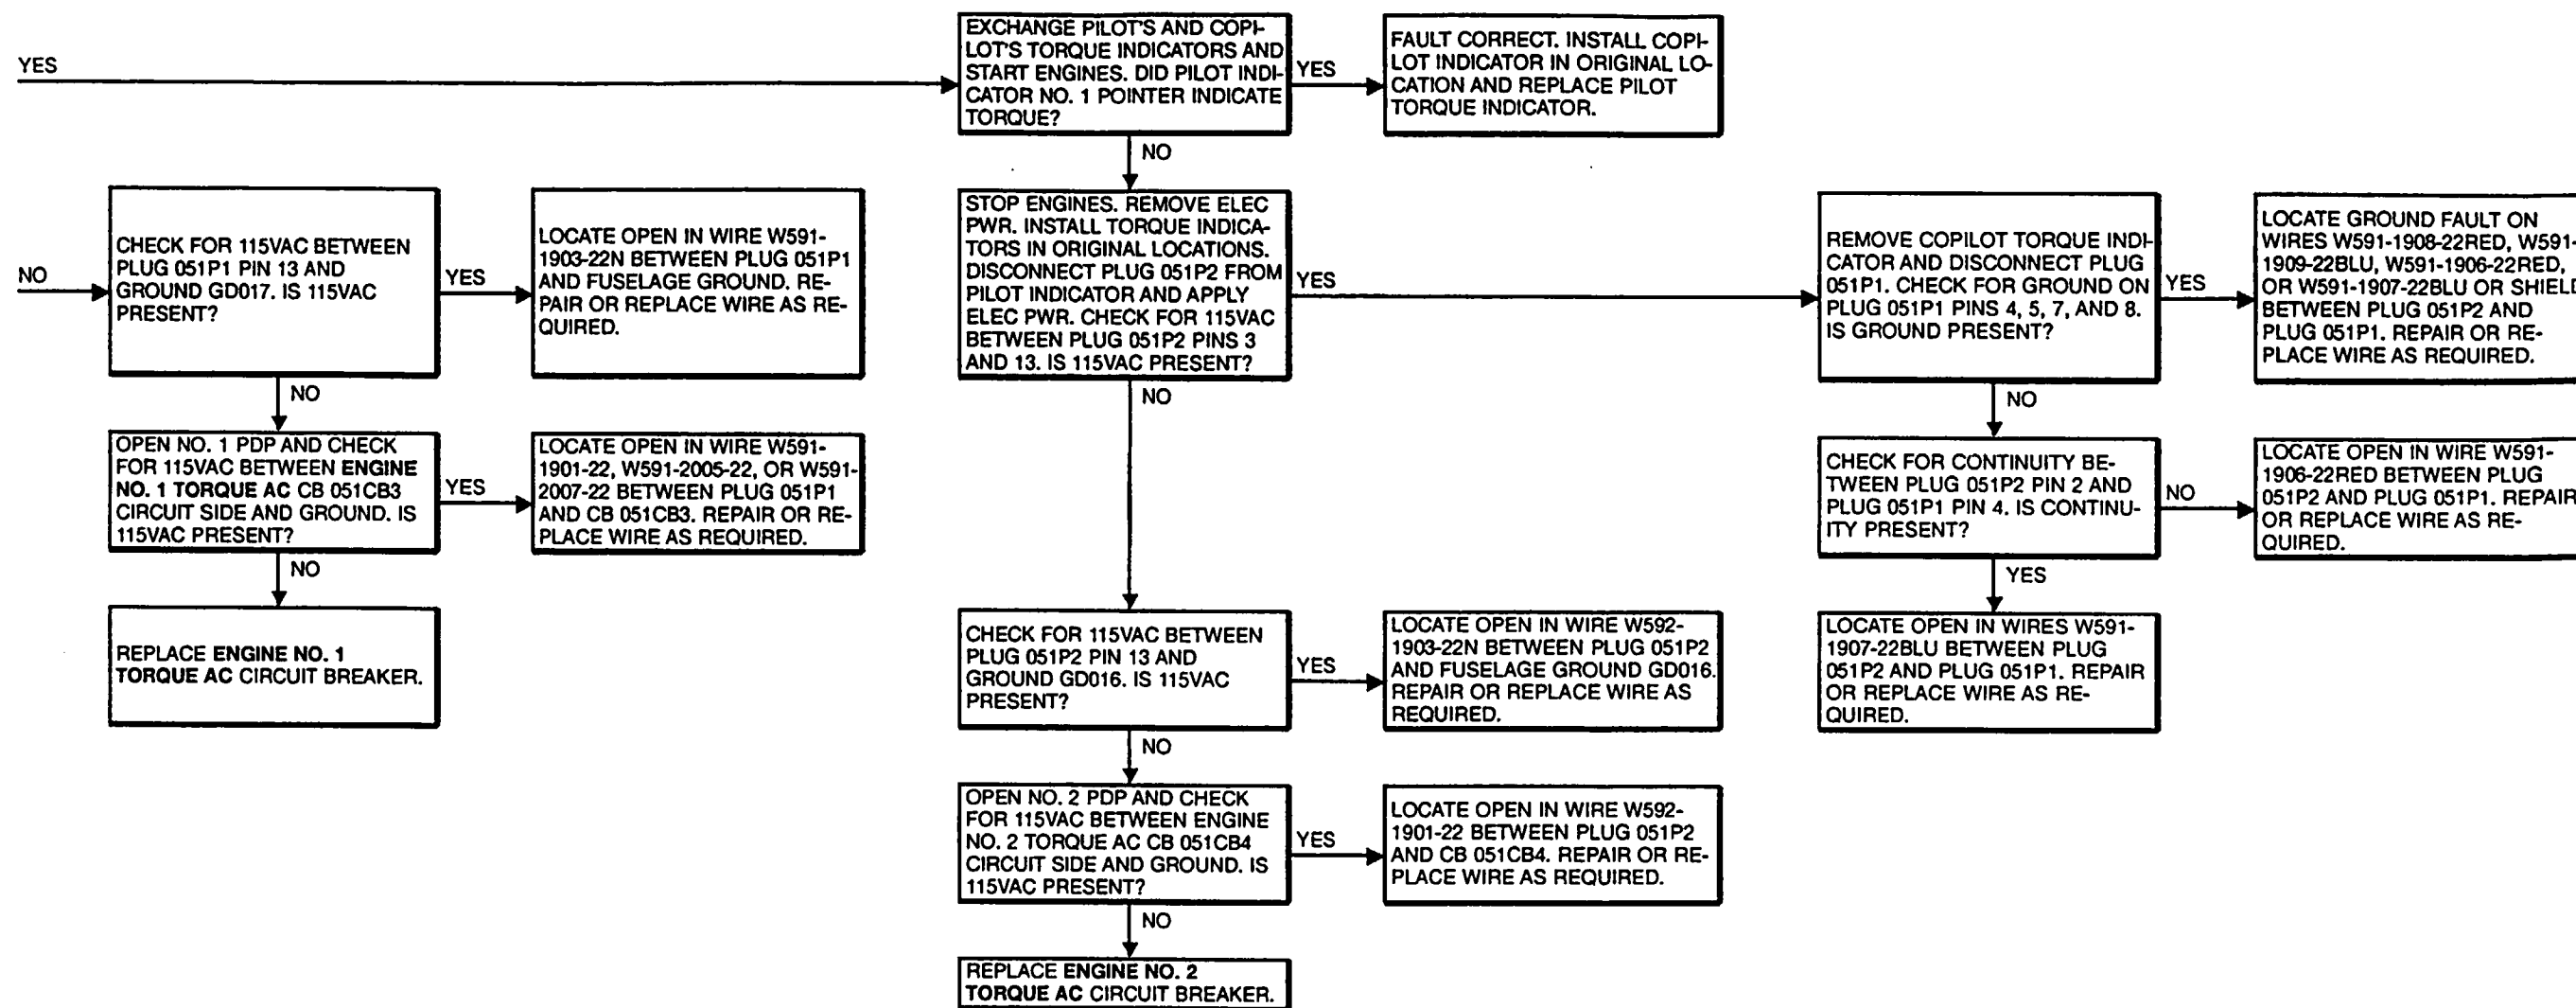 YES
EXCHANGE PILOT'S AND COPI-
LOT'S TORQUE INDICATORS AND
START ENGINES. DID PILOT INDI-
CATOR NO. 1 POINTER INDICATE
TORQUE?
YES
FAULT CORRECT. INSTALL COPI-
LOT INDICATOR IN ORIGINAL LO-
CATION AND REPLACE PILOT
TORQUE INDICATOR.
NO
NO
CHECK FOR 115VAC BETWEEN
PLUG 051P1 PIN 13 AND
GROUND GD017. IS 115VAC
PRESENT?
YES
LOCATE OPEN IN WIRE W591-
1903-22N BETWEEN PLUG 051P1
AND FUSELAGE GROUND. RE-
PAIR OR REPLACE WIRE AS RE-
QUIRED.
STOP ENGINES. REMOVE ELEC
PWR. INSTALL TORQUE INDICA-
TORS IN ORIGINAL LOCATIONS.
DISCONNECT PLUG 051P2 FROM
PILOT INDICATOR AND APPLY
ELEC PWR. CHECK FOR 115VAC
BETWEEN PLUG 051P2 PINS 3
AND 13. IS 115VAC PRESENT?
YES
REMOVE COPILOT TORQUE INDI-
CATOR AND DISCONNECT PLUG
051P1. CHECK FOR GROUND ON
PLUG 051P1 PINS 4, 5, 7, AND 8.
IS GROUND PRESENT?
YES
LOCATE GROUND FAULT ON
WIRES W591-1908-22RED, W591-
1909-22BLU, W591-1906-22RED,
OR W591-1907-22BLU OR SHIELD
BETWEEN PLUG 051P2 AND
PLUG 051P1. REPAIR OR RE-
PLACE WIRE AS REQUIRED.
NO
NO
NO
OPEN NO. 1 PDP AND CHECK
FOR 115VAC BETWEEN ENGINE
NO. 1 TORQUE AC CB 051CB3
CIRCUIT SIDE AND GROUND. IS
115VAC PRESENT?
YES
LOCATE OPEN IN WIRE W591-
1901-22, W591-2005-22, OR W591-
2007-22 BETWEEN PLUG 051P1
AND CB 051CB3. REPAIR OR RE-
PLACE WIRE AS REQUIRED.
CHECK FOR CONTINUITY BE-
TWEEN PLUG 051P2 PIN 2 AND
PLUG 051P1 PIN 4. IS CONTINU-
ITY PRESENT?
NO
LOCATE OPEN IN WIRE W591-
1906-22RED BETWEEN PLUG
051P2 AND PLUG 051P1. REPAIR
OR REPLACE WIRE AS RE-
QUIRED.
NO
YES
REPLACE ENGINE NO. 1
TORQUE AC CIRCUIT BREAKER.
CHECK FOR 115VAC BETWEEN
PLUG 051P2 PIN 13 AND
GROUND GD016. IS 115VAC
PRESENT?
YES
LOCATE OPEN IN WIRE W592-
1903-22N BETWEEN PLUG 051P2
AND FUSELAGE GROUND GD016.
REPAIR OR REPLACE WIRE AS
REQUIRED.
LOCATE OPEN IN WIRES W591-
1907-22BLU BETWEEN PLUG
051P2 AND PLUG 051P1. REPAIR
OR REPLACE WIRE AS RE-
QUIRED.
NO
OPEN NO. 2 PDP AND CHECK
FOR 115VAC BETWEEN ENGINE
NO. 2 TORQUE AC CB 051CB4
CIRCUIT SIDE AND GROUND. IS
115VAC PRESENT?
YES
LOCATE OPEN IN WIRE W592-
1901-22 BETWEEN PLUG 051P2
AND CB 051CB4. REPAIR OR RE-
PLACE WIRE AS REQUIRED.
NO
REPLACE ENGINE NO. 2
TORQUE AC CIRCUIT BREAKER.